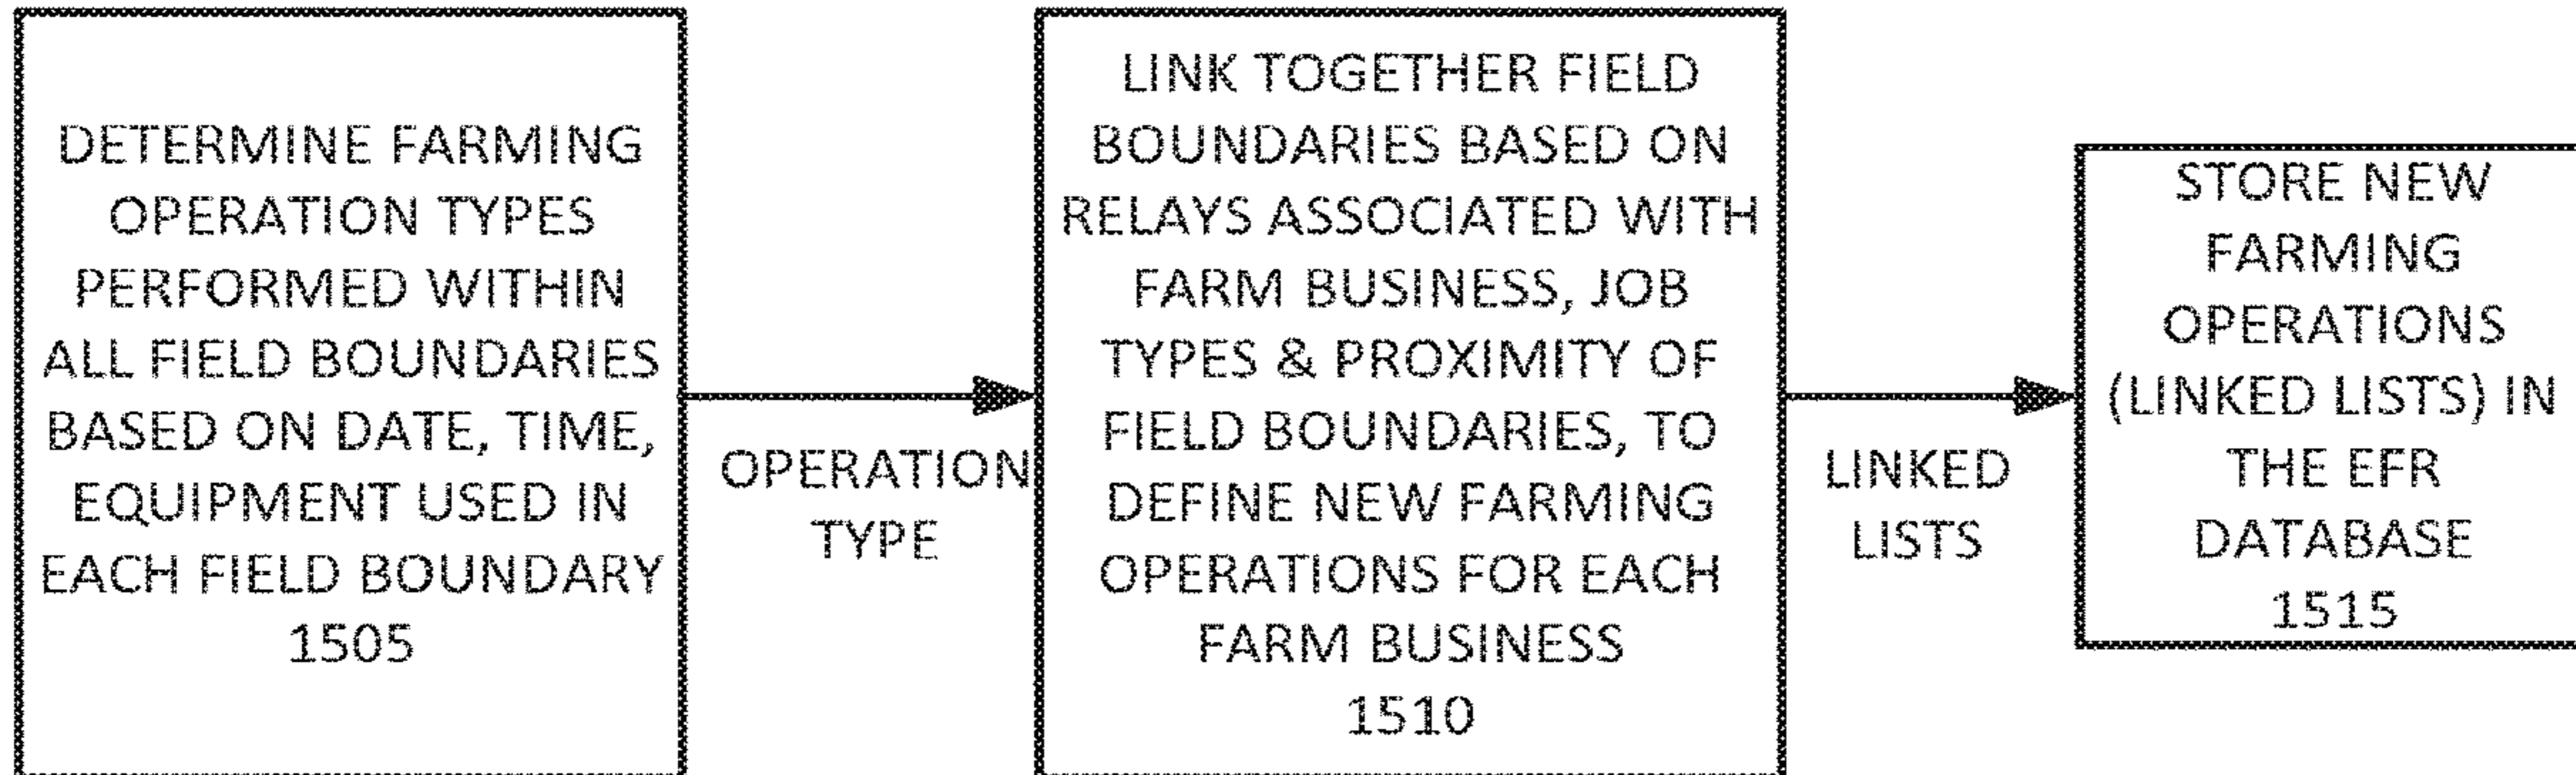 DETERMINE FARMING
OPERATION TYPES
PERFORMED WITHIN
ALL FIELD BOUNDARIES
BASED ON DATE, TIME,
EQUIPMENT USED IN
EACH FIELD BOUNDARY
1505
OPERATION
TYPE
LINK TOGETHER FIELD
BOUNDARIES BASED ON
RELAYS ASSOCIATED WITH
FARM BUSINESS, JOB
TYPES & PROXIMITY OF
FIELD BOUNDARIES, TO
DEFINE NEW FARMING
OPERATIONS FOR EACH
FARM BUSINESS
1510
LINKED
LISTS
STORE NEW
FARMING
OPERATIONS
(LINKED LISTS) IN
THE EFR
DATABASE
1515